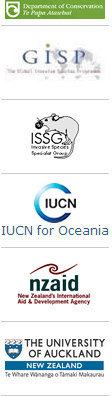 Department of Conservation
Te Papa Atawhai
GISP
The Global Invasive Species Programme
ISSG
Invasive Species
Specialist Group
IUCN
IUCN for Oceania
nzaid
New Zealand's International
Aid & Development Agency
THE UNIVERSITY
OF AUCKLAND
NEW ZEALAND
Te Whare Wānanga o Tāmaki Makaurau